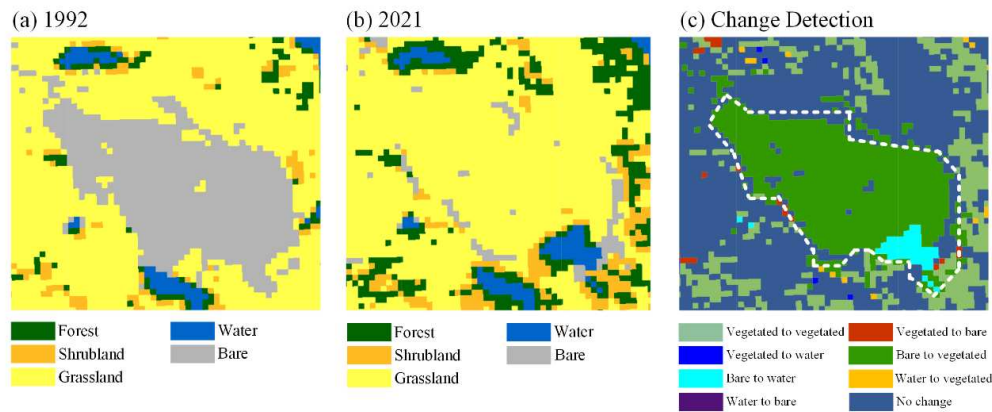 (a) 1992
(b) 2021
(c) Change Detection
Forest
Water
Shrubland
Bare
Grassland
Forest
Water
Shrubland
Bare
Grassland
Vegetated to vegetated
Vegetated to bare
Vegetated to water
Bare to vegetated
Bare to water
Water to vegetated
Water to bare
No change